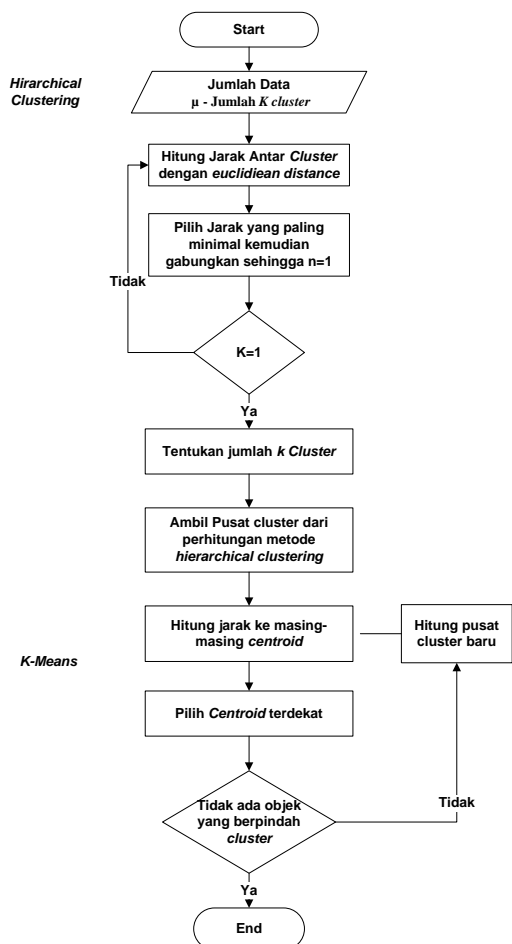 Start
Hirarchical
Clustering
Jumlah Data
µ - Jumlah K cluster
Hitung Jarak Antar Cluster
dengan euclidiean distance
Pilih Jarak yang paling
minimal kemudian
gabungkan sehingga n=1
Tidak
K=1
Ya
Tentukan jumlah k Cluster
Ambil Pusat cluster dari
perhitungan metode
hierarchical clustering
Hitung jarak ke masing-
masing centroid
Hitung pusat
cluster baru
K-Means
Pilih Centroid terdekat
Tidak ada objek
yang berpindah
cluster
Tidak
Ya
End